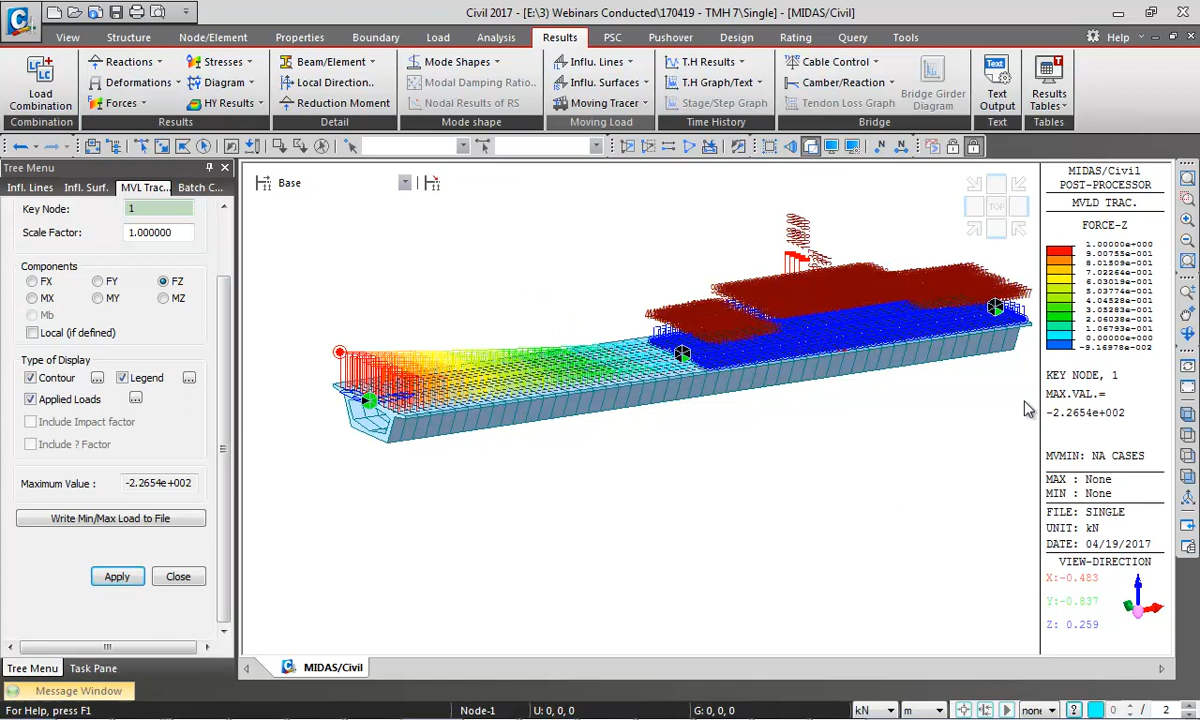 Civil 2017 - [E:\3) Webinars Conducted\170419 - TMH 7\Single] - [MIDAS/Civil]
View Structure Node/Element Properties Boundary Load Analysis Results PSC Pushover Design Rating Query Tools Help
Load Combination
Combination
Reactions
Deformations
Forces
Stresses
Diagram
HY Results
Results
Beam/Element
Local Direction..
Reduction Moment
Detail
Mode Shapes
Modal Damping Ratio..
Nodal Results of RS
Mode shape
Influ. Lines
Influ. Surfaces
Moving Tracer
Moving Load
T.H Results
T.H Graph/Text
Stage/Step Graph
Time History
Cable Control
Camber/Reaction
Tendon Loss Graph
Bridge Girder Diagram
Bridge
Text Output
Text
Results Tables
Tables
Tree Menu
Infl. Lines Infl. Surf. MVL Trac... Batch C...
Key Node: 1
Scale Factor: 1.000000
Components
FX FY FZ
MX MY MZ
Mb
Local (if defined)
Type of Display
Contour ... Legend ...
Applied Loads ...
Include Impact factor
Include ? Factor
Maximum Value : -2.2654e+002
Write Min/Max Load to File
Apply Close
Tree Menu Task Pane
Message Window
For Help, press F1
Base
TOP
MIDAS/Civil
POST-PROCESSOR
MVLD TRAC.
FORCE-Z
1.00000e+000
9.00755e-001
8.01509e-001
7.02264e-001
6.03019e-001
5.03774e-001
4.04528e-001
3.05283e-001
2.06038e-001
1.06793e-001
0.00000e+000
-9.16978e-002
KEY NODE, 1
MAX.VAL.=
-2.2654e+002
MVMIN: NA CASES
MAX : None
MIN : None
FILE: SINGLE
UNIT: kN
DATE: 04/19/2017
VIEW-DIRECTION
X:-0.483
Y:-0.837
Z: 0.259
MIDAS/Civil
Node-1 U: 0, 0, 0 G: 0, 0, 0 kN m none ? 0 / 2